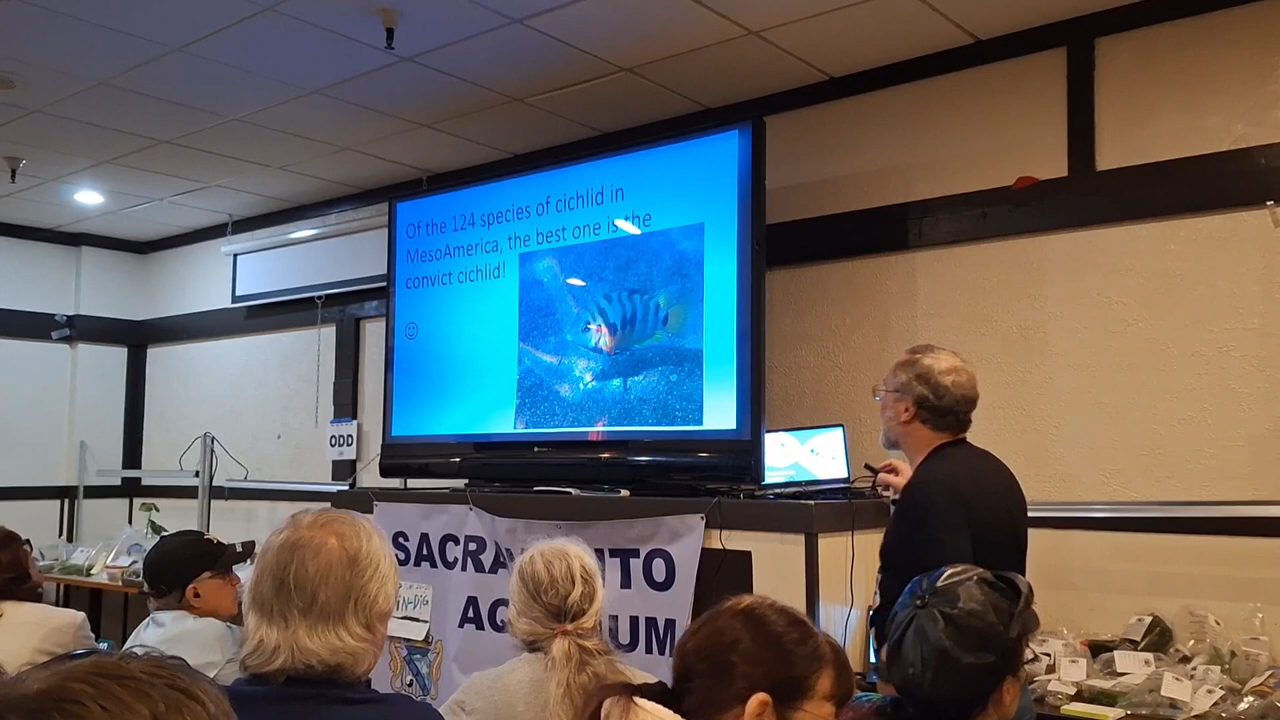 Of the 124 species of cichlid in
MesoAmerica, the best one is the
convict cichlid!
ODD
SACRA NTO
AQ UM